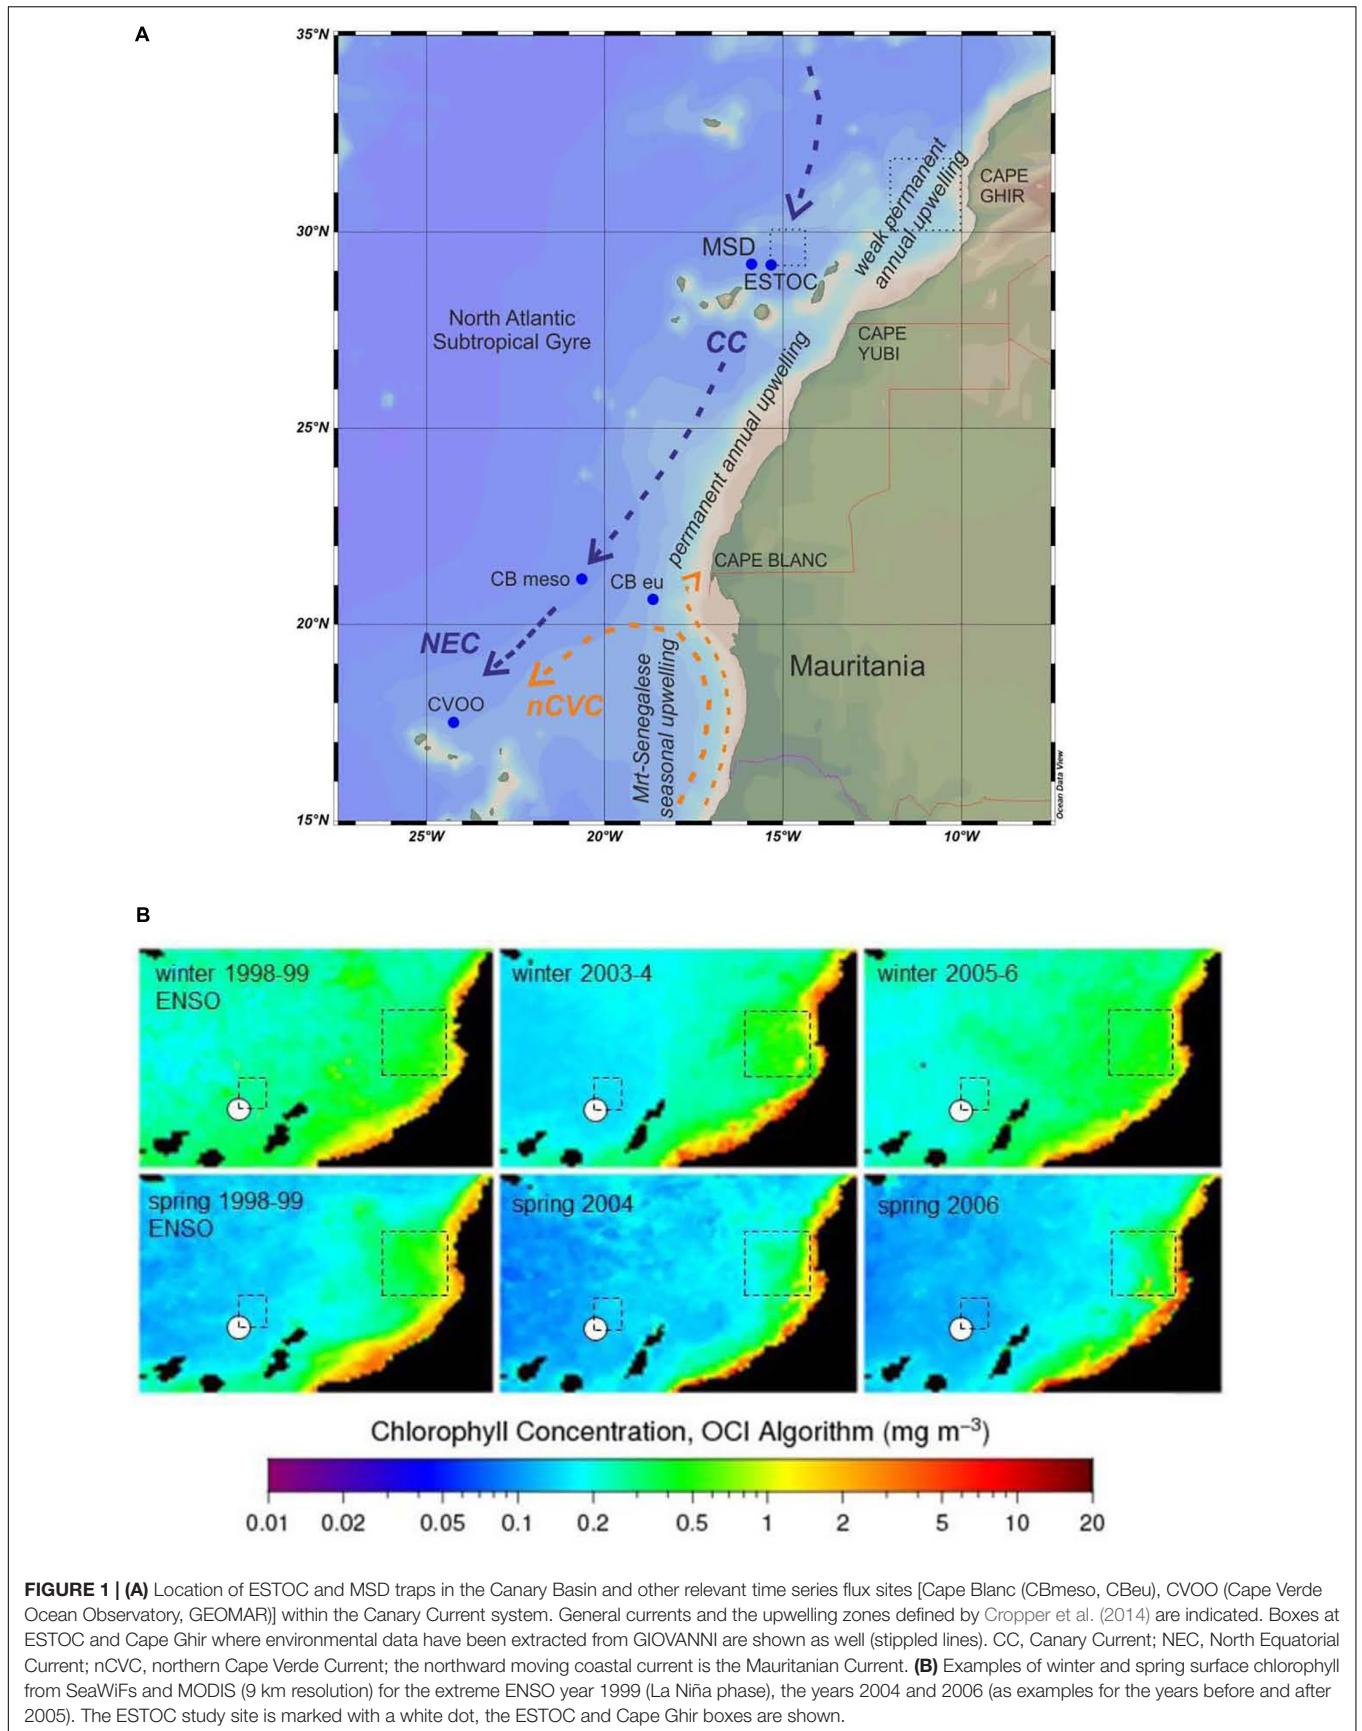 A
35°N
30°N
25°N
20°N
15°N
25°W
20°W
15°W
10°W
weak permanent
annual upwelling
CAPE
GHIR
MSD
ESTOC
North Atlantic
Subtropical Gyre
CC
CAPE
YUBI
permanent annual upwelling
CAPE BLANC
CB meso
CB eu
NEC
nCVC
CVOO
Mrt-Senegalese
seasonal upwelling
Mauritania
Ocean Data View
B
winter 1998-99
ENSO
winter 2003-4
winter 2005-6
spring 1998-99
ENSO
spring 2004
spring 2006
Chlorophyll Concentration, OCI Algorithm (mg m⁻³)
0.01 0.02 0.05 0.1 0.2 0.5 1 2 5 10 20
FIGURE 1 | (A) Location of ESTOC and MSD traps in the Canary Basin and other relevant time series flux sites [Cape Blanc (CBmeso, CBeu), CVOO (Cape Verde
Ocean Observatory, GEOMAR)] within the Canary Current system. General currents and the upwelling zones defined by Cropper et al. (2014) are indicated. Boxes at
ESTOC and Cape Ghir where environmental data have been extracted from GIOVANNI are shown as well (stippled lines). CC, Canary Current; NEC, North Equatorial
Current; nCVC, northern Cape Verde Current; the northward moving coastal current is the Mauritanian Current. (B) Examples of winter and spring surface chlorophyll
from SeaWiFs and MODIS (9 km resolution) for the extreme ENSO year 1999 (La Niña phase), the years 2004 and 2006 (as examples for the years before and after
2005). The ESTOC study site is marked with a white dot, the ESTOC and Cape Ghir boxes are shown.